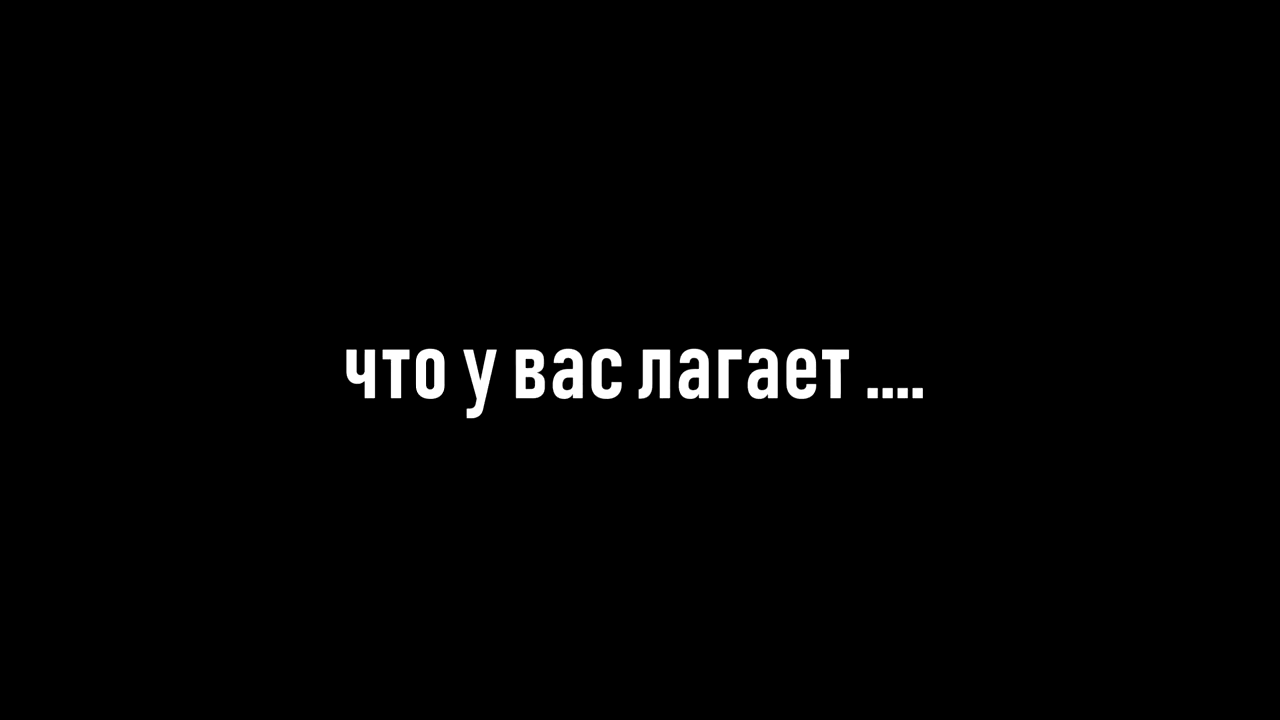 что у вас лагает ....